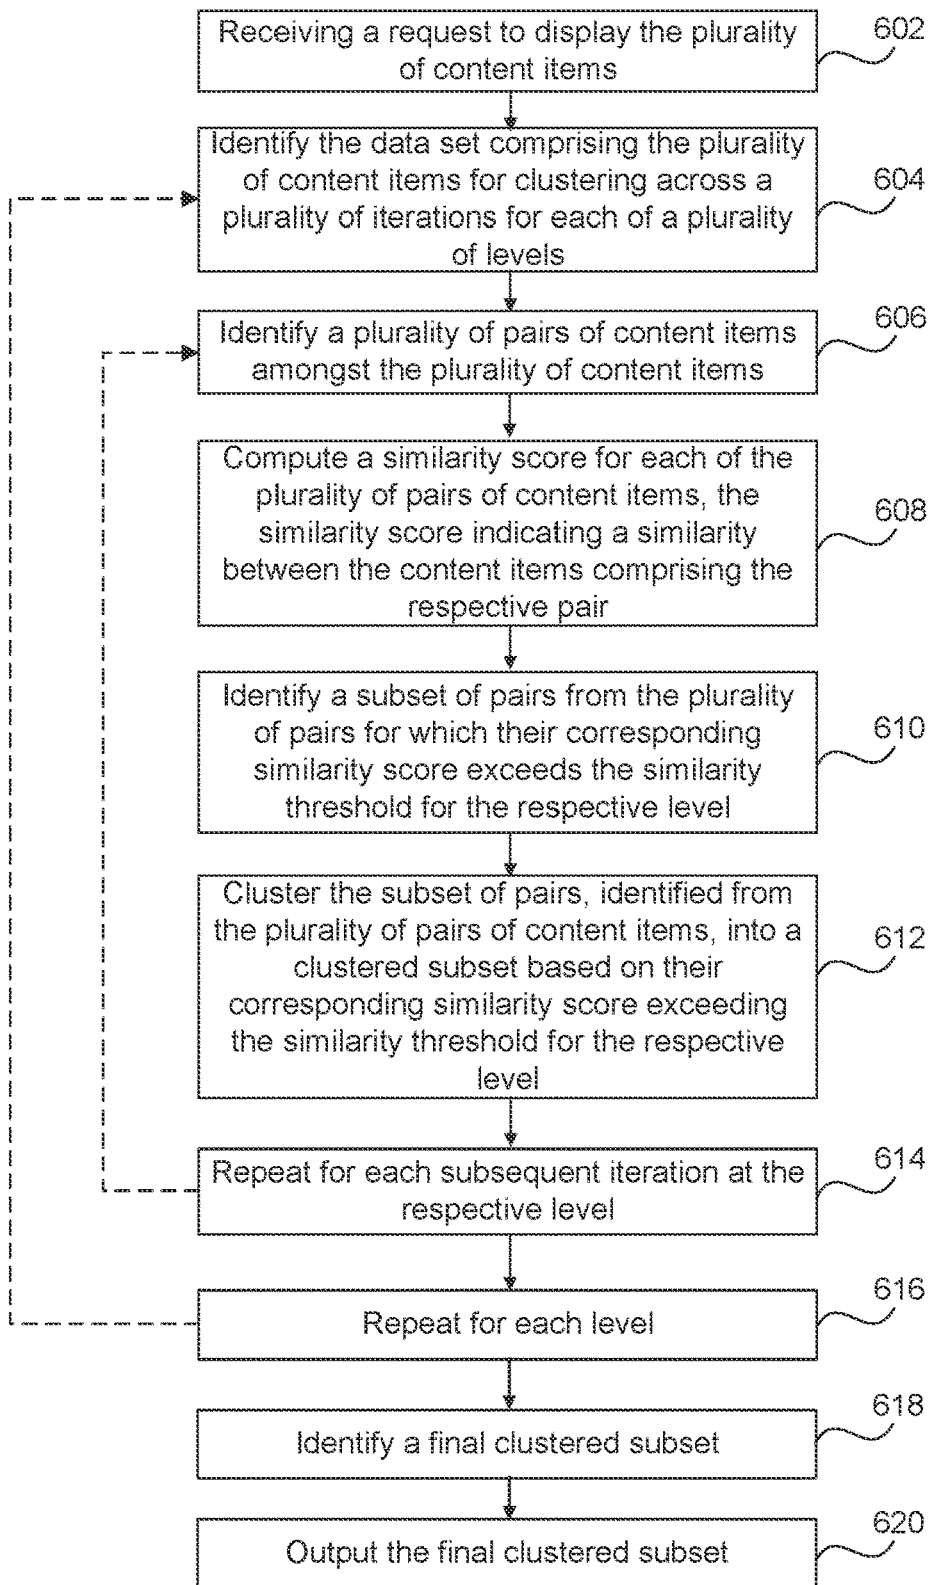 Receiving a request to display the plurality
of content items
602
Identify the data set comprising the plurality
of content items for clustering across a
plurality of iterations for each of a plurality
of levels
604
Identify a plurality of pairs of content items
amongst the plurality of content items
606
Compute a similarity score for each of the
plurality of pairs of content items, the
similarity score indicating a similarity
between the content items comprising the
respective pair
608
Identify a subset of pairs from the plurality
of pairs for which their corresponding
similarity score exceeds the similarity
threshold for the respective level
610
Cluster the subset of pairs, identified from
the plurality of pairs of content items, into a
clustered subset based on their
corresponding similarity score exceeding
the similarity threshold for the respective
level
612
Repeat for each subsequent iteration at the
respective level
614
Repeat for each level
616
Identify a final clustered subset
618
Output the final clustered subset
620